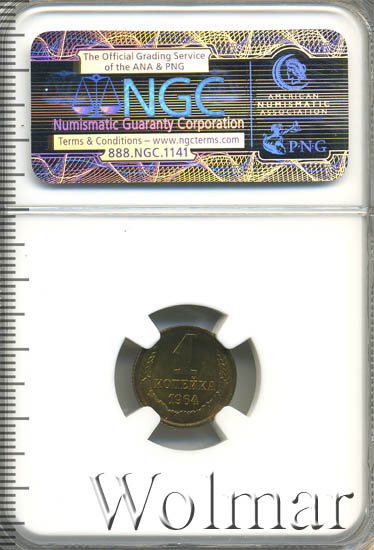 The Official Grading Service
of the ANA & PNG
NGC
Numismatic Guaranty Corporation
Terms & Conditions – www.ngcterms.com
888.NGC.1141
AMERICAN
NUMISMATIC
ASSOCIATION
PNG
1
КОПЕЙКА
1964
Wolmar